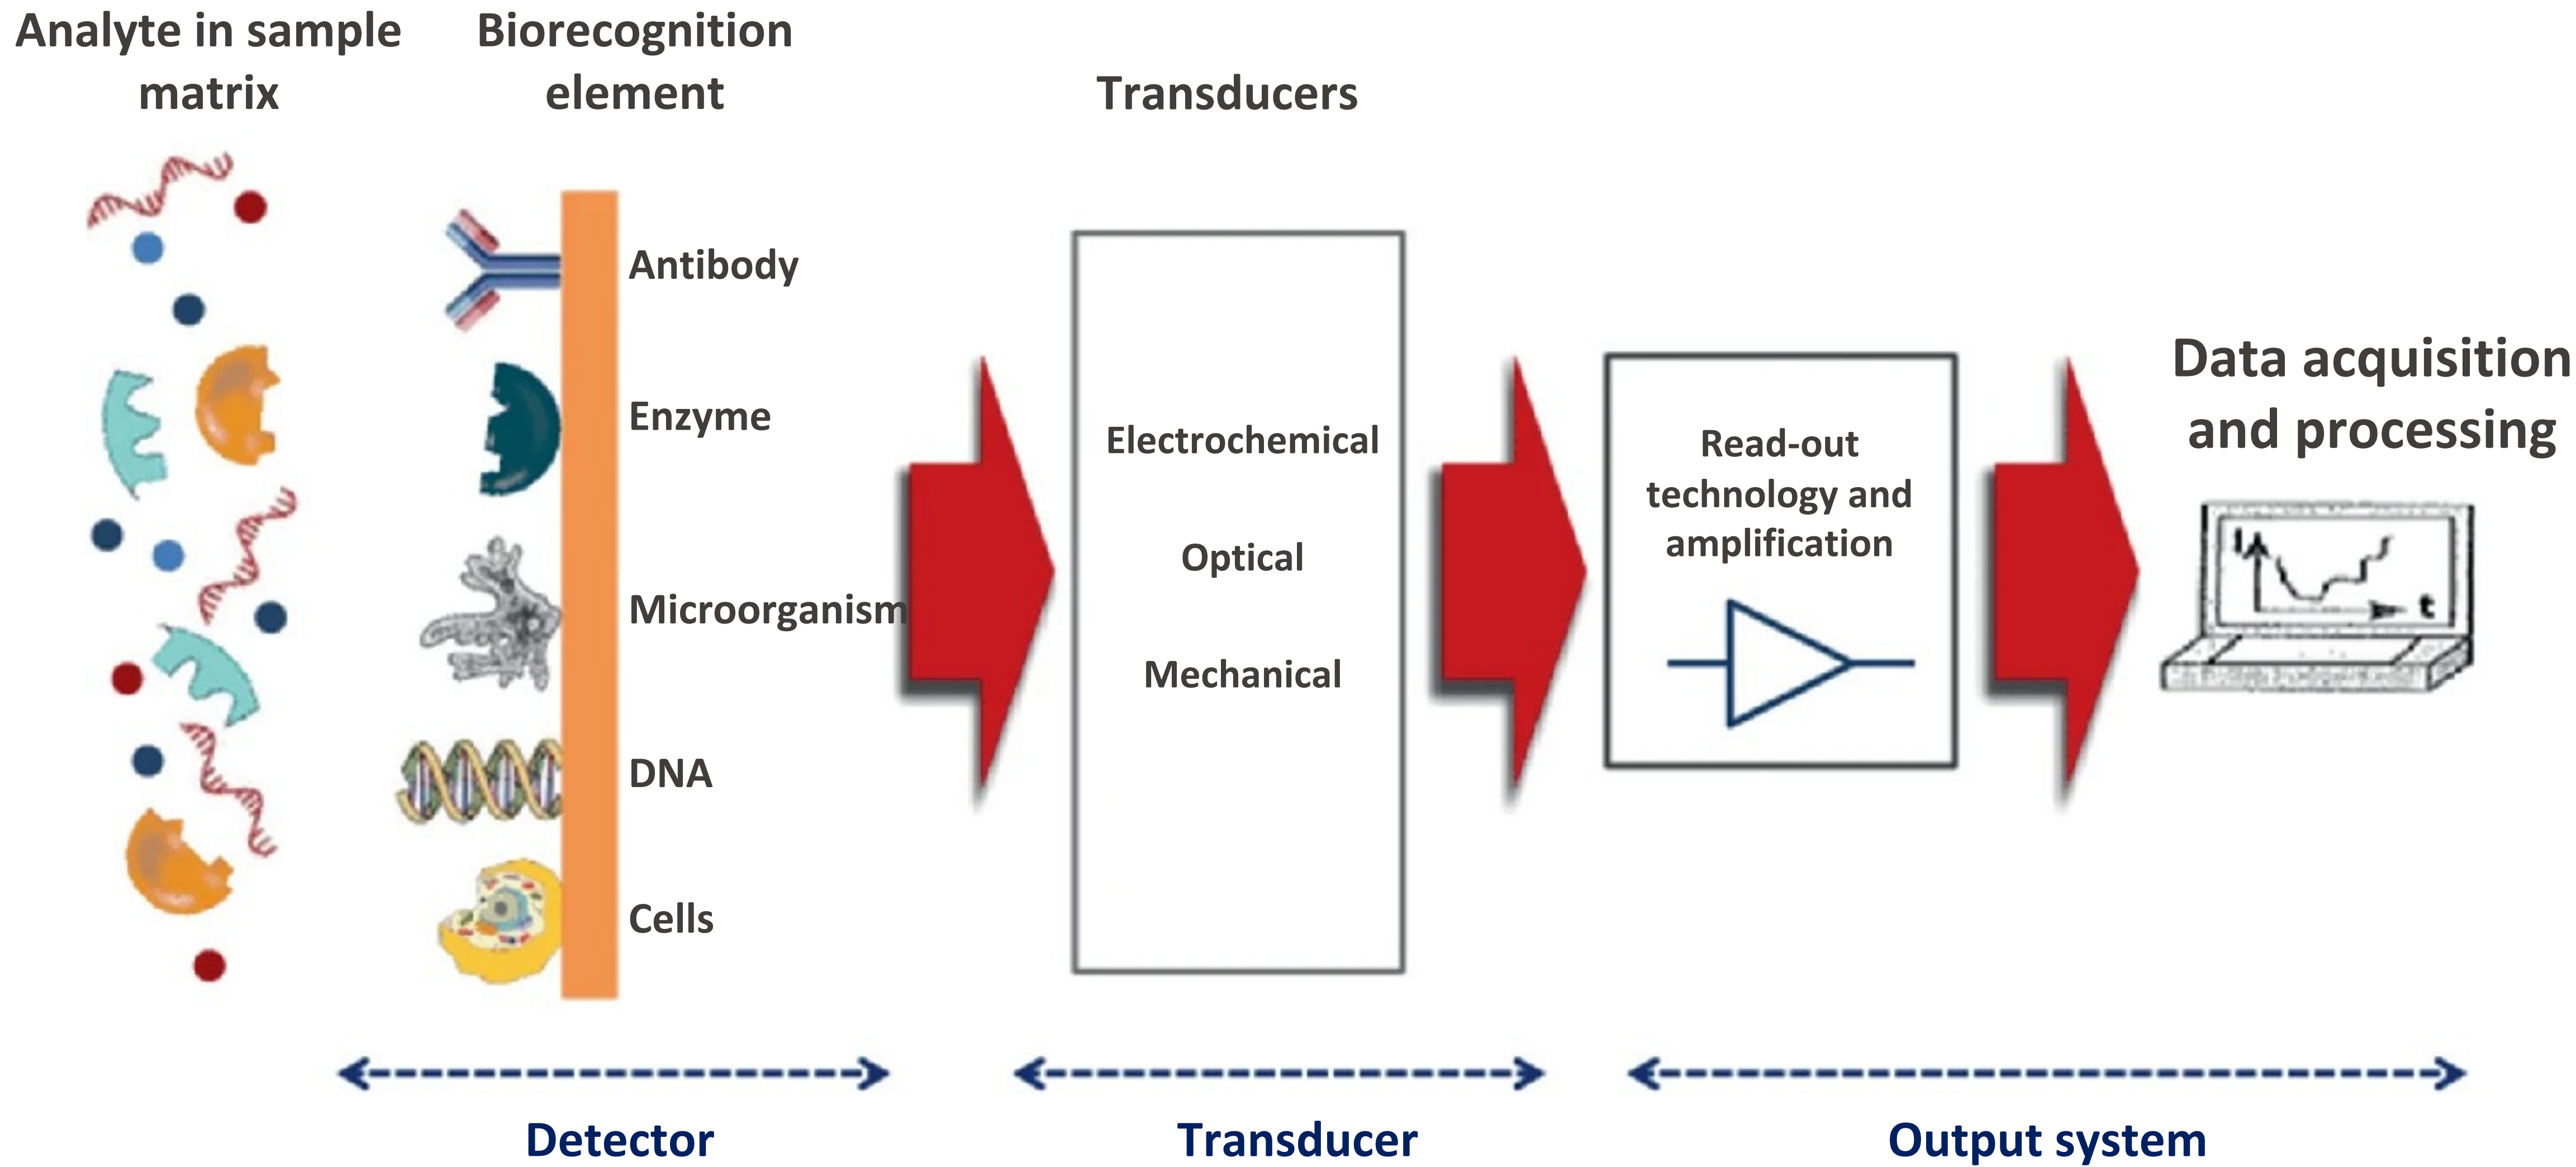 Analyte in sample
matrix
Biorecognition
element
Transducers
Antibody
Enzyme
Microorganism
DNA
Cells
Electrochemical
Optical
Mechanical
Read-out
technology and
amplification
Data acquisition
and processing
I
t
Detector
Transducer
Output system